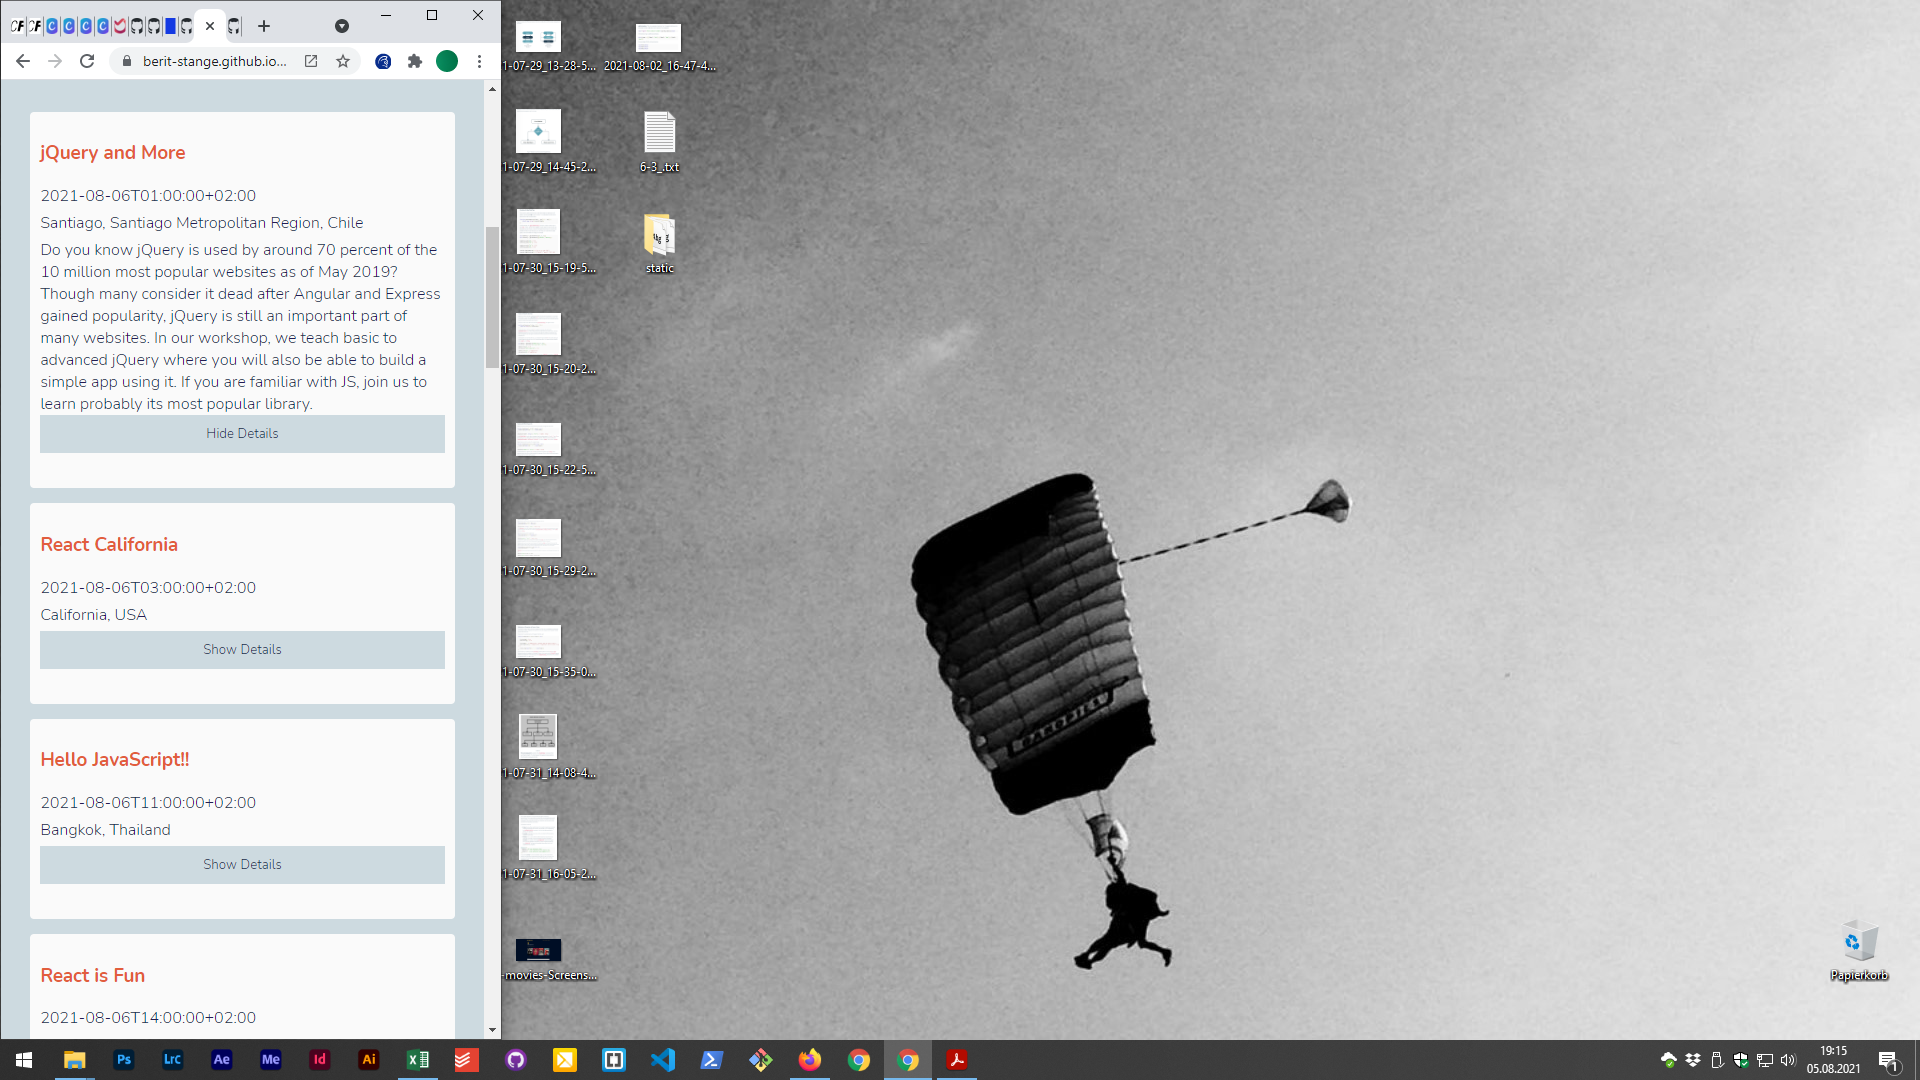 berit-stange.github.io...
jQuery and More
2021-08-06T01:00:00+02:00
Santiago, Santiago Metropolitan Region, Chile
Do you know jQuery is used by around 70 percent of the
10 million most popular websites as of May 2019?
Though many consider it dead after Angular and Express
gained popularity, jQuery is still an important part of
many websites. In our workshop, we teach basic to
advanced jQuery where you will also be able to build a
simple app using it. If you are familiar with JS, join us to
learn probably its most popular library.
Hide Details
React California
2021-08-06T03:00:00+02:00
California, USA
Show Details
Hello JavaScript!!
2021-08-06T11:00:00+02:00
Bangkok, Thailand
Show Details
React is Fun
2021-08-06T14:00:00+02:00
1-07-29_13-28-5...
2021-08-02_16-47-4...
1-07-29_14-45-2...
6-3_.txt
1-07-30_15-19-5...
static
1-07-30_15-20-2...
1-07-30_15-22-5...
1-07-30_15-29-2...
1-07-30_15-35-0...
1-07-31_14-08-4...
1-07-31_16-05-2...
-movies-Screens...
Papierkorb
Ps
Lrc
Ae
Me
Id
Ai
19:15
05.08.2021
1